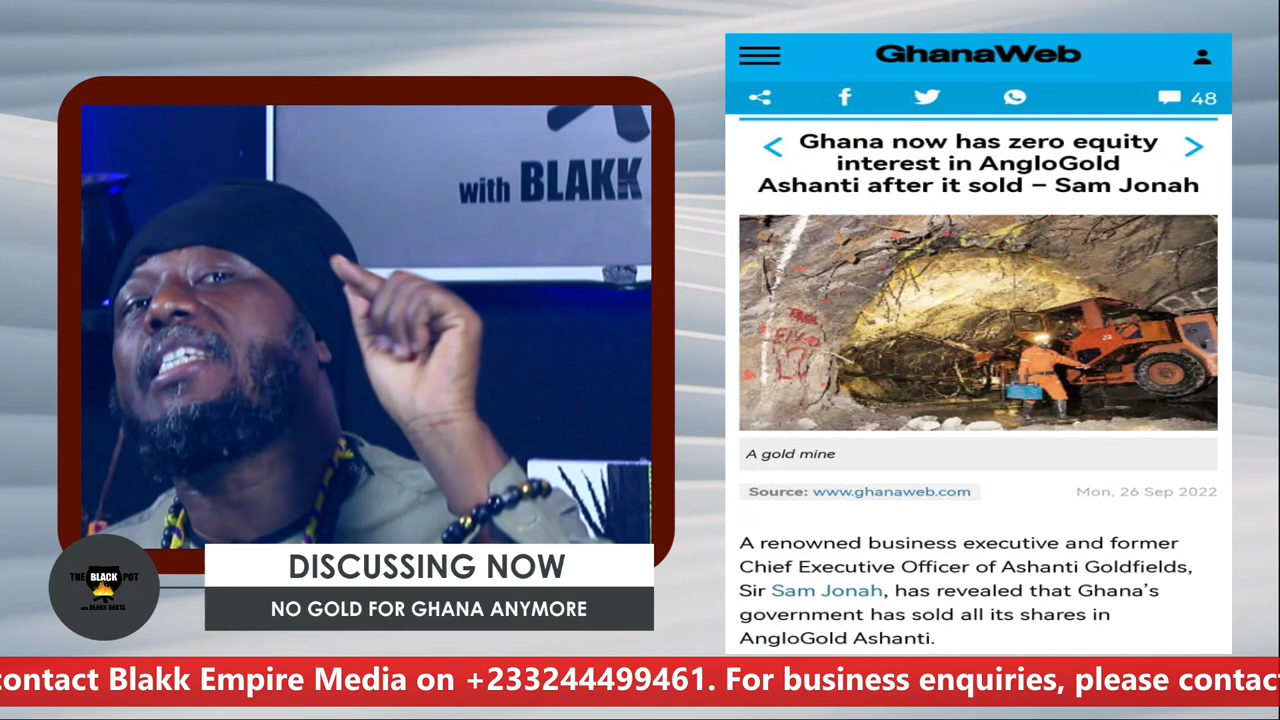 with BLAKK
THE BLACK POT
with BLAKK RASTA
DISCUSSING NOW
NO GOLD FOR GHANA ANYMORE
GhanaWeb
48
Ghana now has zero equity
interest in AngloGold
Ashanti after it sold – Sam Jonah
A gold mine
Source: www.ghanaweb.com
Mon, 26 Sep 2022
A renowned business executive and former
Chief Executive Officer of Ashanti Goldfields,
Sir Sam Jonah, has revealed that Ghana's
government has sold all its shares in
AngloGold Ashanti.
contact Blakk Empire Media on +233244499461. For business enquiries, please contact